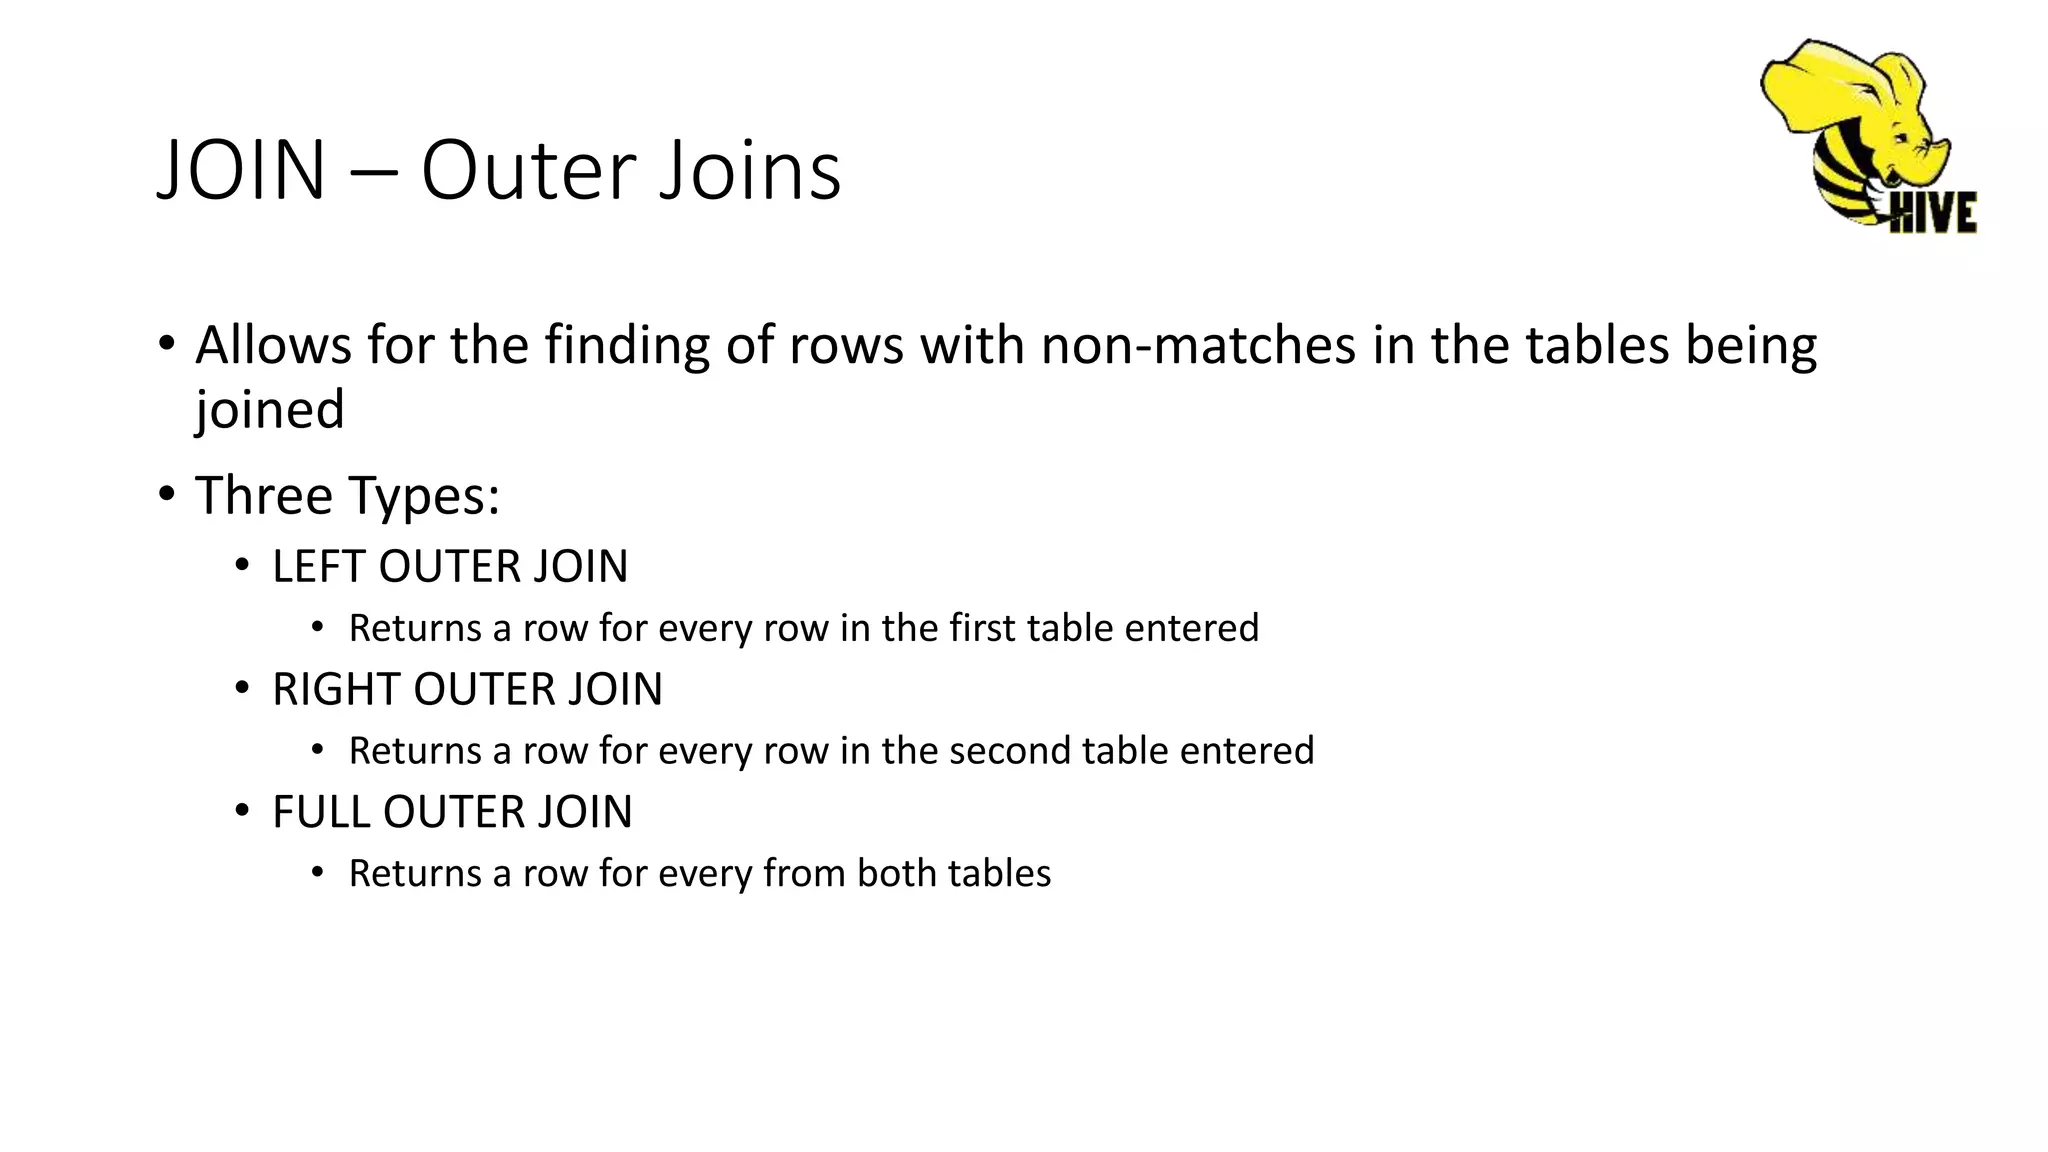 JOIN – Outer Joins
HIVE
• Allows for the finding of rows with non-matches in the tables being
joined
• Three Types:
• LEFT OUTER JOIN
• Returns a row for every row in the first table entered
• RIGHT OUTER JOIN
• Returns a row for every row in the second table entered
• FULL OUTER JOIN
• Returns a row for every from both tables